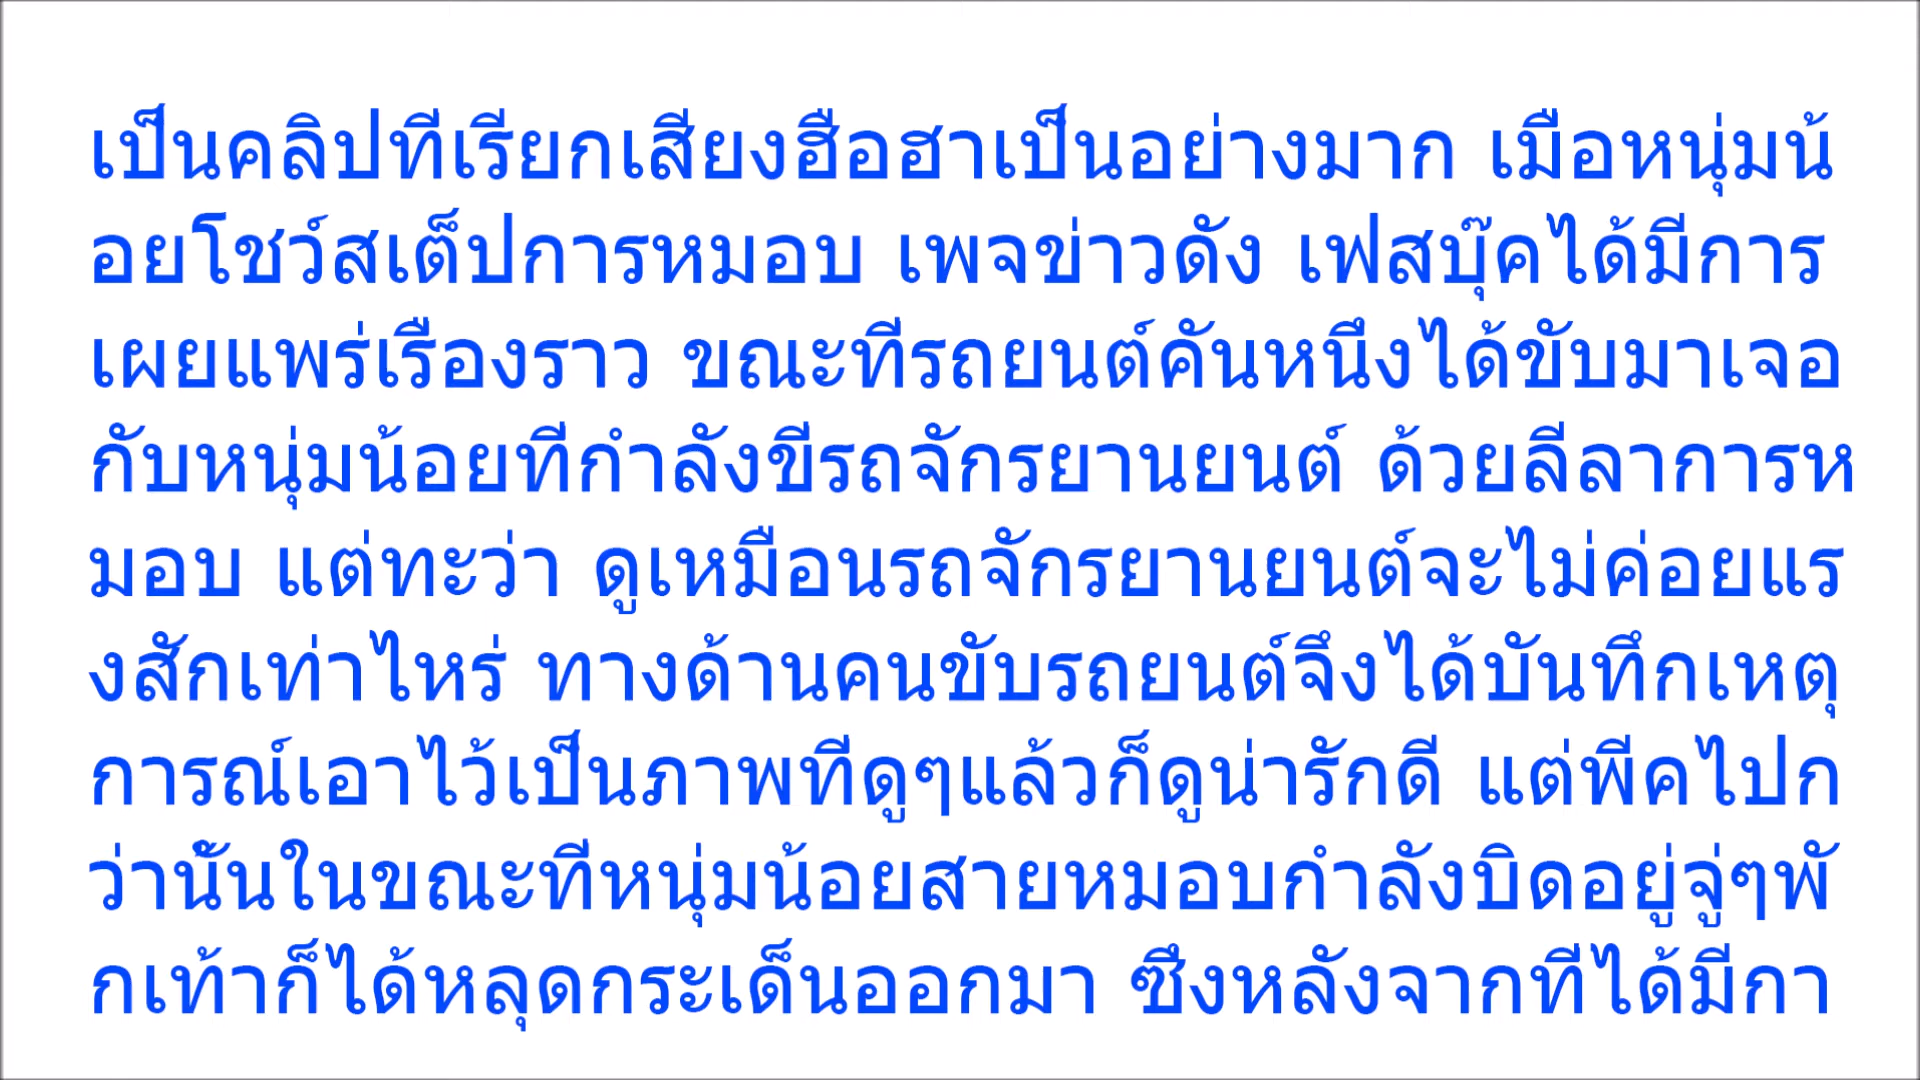 เป็นคลิปที่เรียกเสียงฮือฮาเป็นอย่างมาก เมื่อหนุ่มน้
อยโชว์สเต็ปการหมอบ เพจข่าวดัง เฟสบุ๊คได้มีการ
เผยแพร่เรื่องราว ขณะที่รถยนต์คันหนึ่งได้ขับมาเจอ
กับหนุ่มน้อยที่กำลังขี่รถจักรยานยนต์ ด้วยลีลาการห
มอบ แต่ทะว่า ดูเหมือนรถจักรยานยนต์จะไม่ค่อยแร
งสักเท่าไหร่ ทางด้านคนขับรถยนต์จึงได้บันทึกเหตุ
การณ์เอาไว้เป็นภาพที่ดูๆแล้วก็ดูน่ารักดี แต่พีคไปก
ว่านั้นในขณะที่หนุ่มน้อยสายหมอบกำลังบิดอยู่จู่ๆพั
กเท้าก็ได้หลุดกระเด็นออกมา ซึ่งหลังจากที่ได้มีกา